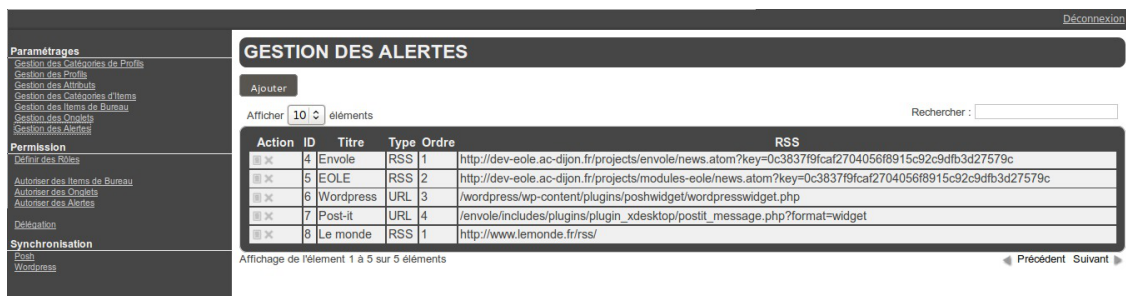 Déconnexion
Paramétrages
Gestion des Catégories de Profils
Gestion des Profils
Gestion des Attributs
Gestion des Catégories d'Items
Gestion des Items de Bureau
Gestion des Onglets
Gestion des Alertes
Permission
Définir des Rôles
Autoriser des Items de Bureau
Autoriser des Onglets
Autoriser des Alertes
Délégation
Synchronisation
Posh
Wordpress
GESTION DES ALERTES
Ajouter
Afficher 10 éléments
Rechercher :
Action ID Titre Type Ordre RSS
4 Envole RSS 1 http://dev-eole.ac-dijon.fr/projects/envole/news.atom?key=0c3837f9fcaf2704056f8915c92c9dfb3d27579c
5 EOLE RSS 2 http://dev-eole.ac-dijon.fr/projects/modules-eole/news.atom?key=0c3837f9fcaf2704056f8915c92c9dfb3d27579c
6 Wordpress URL 3 /wordpress/wp-content/plugins/poshwidget/wordpresswidget.php
7 Post-it URL 4 /envole/includes/plugins/plugin_xdesktop/postit_message.php?format=widget
8 Le monde RSS 1 http://www.lemonde.fr/rss/
Affichage de l'élement 1 à 5 sur 5 éléments
Précédent Suivant